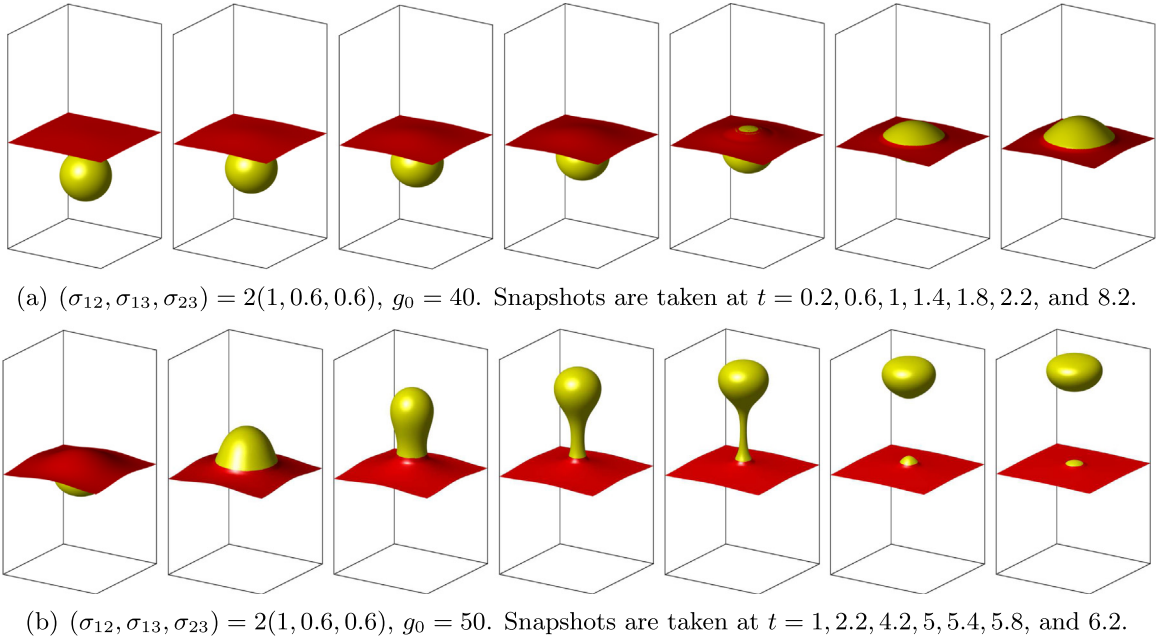 (a) (σ₁₂, σ₁₃, σ₂₃) = 2(1, 0.6, 0.6), g₀ = 40. Snapshots are taken at t = 0.2, 0.6, 1, 1.4, 1.8, 2.2, and 8.2.
(b) (σ₁₂, σ₁₃, σ₂₃) = 2(1, 0.6, 0.6), g₀ = 50. Snapshots are taken at t = 1, 2.2, 4.2, 5, 5.4, 5.8, and 6.2.